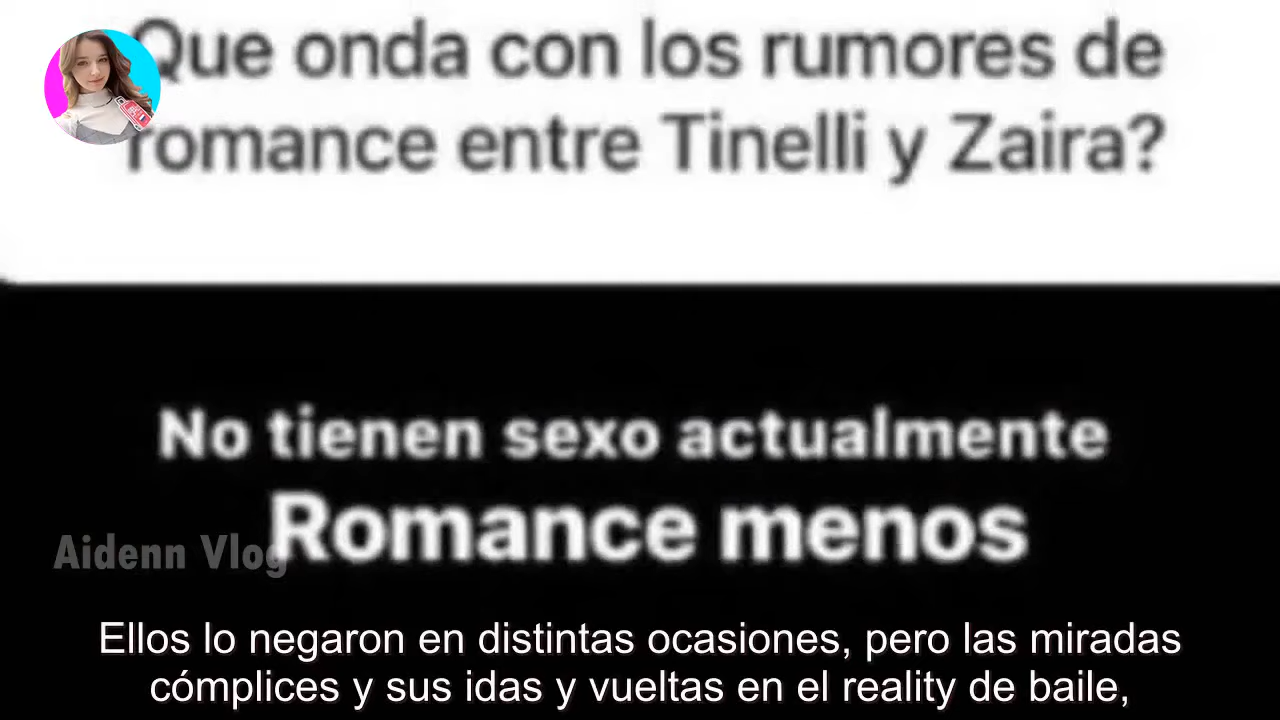 Que onda con los rumores de
romance entre Tinelli y Zaira?
No tienen sexo actualmente
Romance menos
Aidenn Vlog
Ellos lo negaron en distintas ocasiones, pero las miradas
cómplices y sus idas y vueltas en el reality de baile,